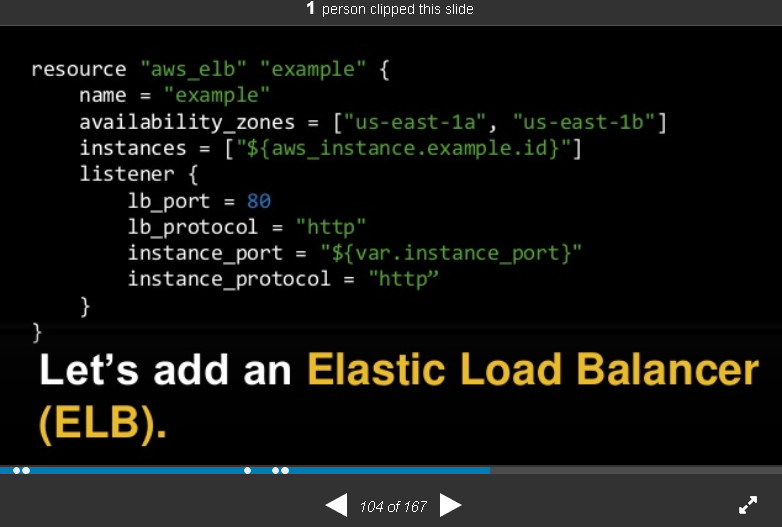 1 person clipped this slide
resource "aws_elb" "example" {
    name = "example"
    availability_zones = ["us-east-1a", "us-east-1b"]
    instances = ["${aws_instance.example.id}"]
    listener {
        lb_port = 80
        lb_protocol = "http"
        instance_port = "${var.instance_port}"
        instance_protocol = "http”
    }
}
Let’s add an Elastic Load Balancer
(ELB).
104 of 167